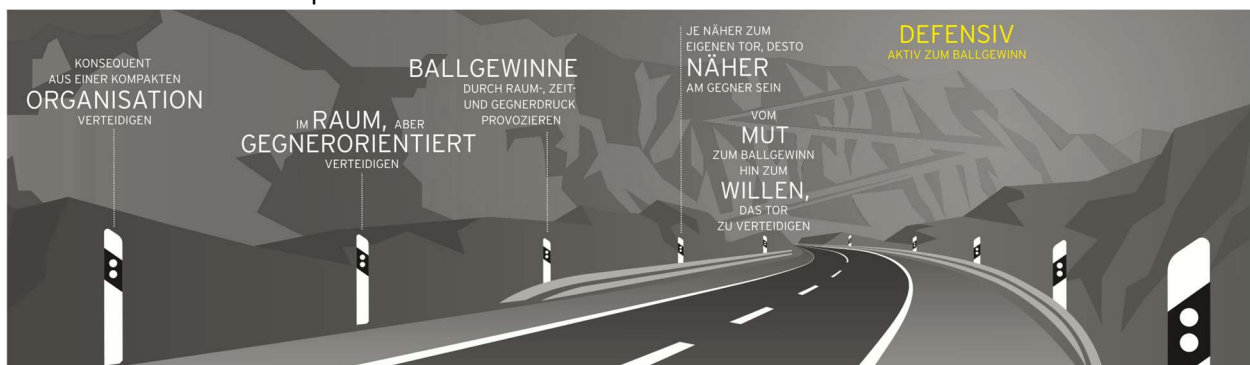 KONSEQUENT
AUS EINER KOMPAKTEN
ORGANISATION
VERTEIDIGEN
IM RAUM, ABER
GEGNERORIENTIERT
VERTEIDIGEN
BALLGEWINNE
DURCH RAUM-, ZEIT-
UND GEGNERDRUCK
PROVOZIEREN
JE NÄHER ZUM
EIGENEN TOR, DESTO
NÄHER
AM GEGNER SEIN
VOM
MUT
ZUM BALLGEWINN
HIN ZUM
WILLEN,
DAS TOR
ZU VERTEIDIGEN
DEFENSIV
AKTIV ZUM BALLGEWINN